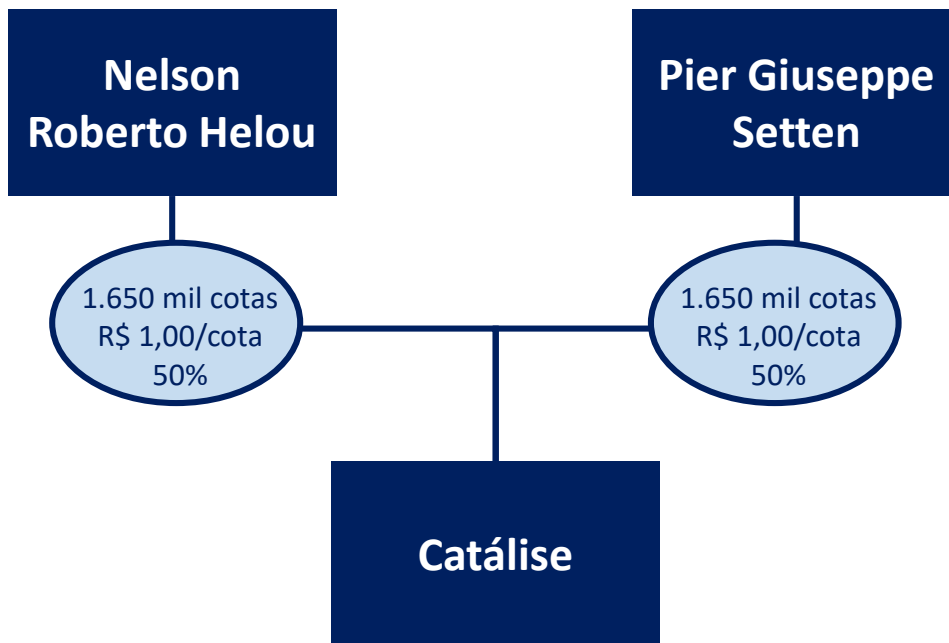 Nelson
Roberto Helou
Pier Giuseppe
Setten
1.650 mil cotas
R$ 1,00/cota
50%
1.650 mil cotas
R$ 1,00/cota
50%
Catálise